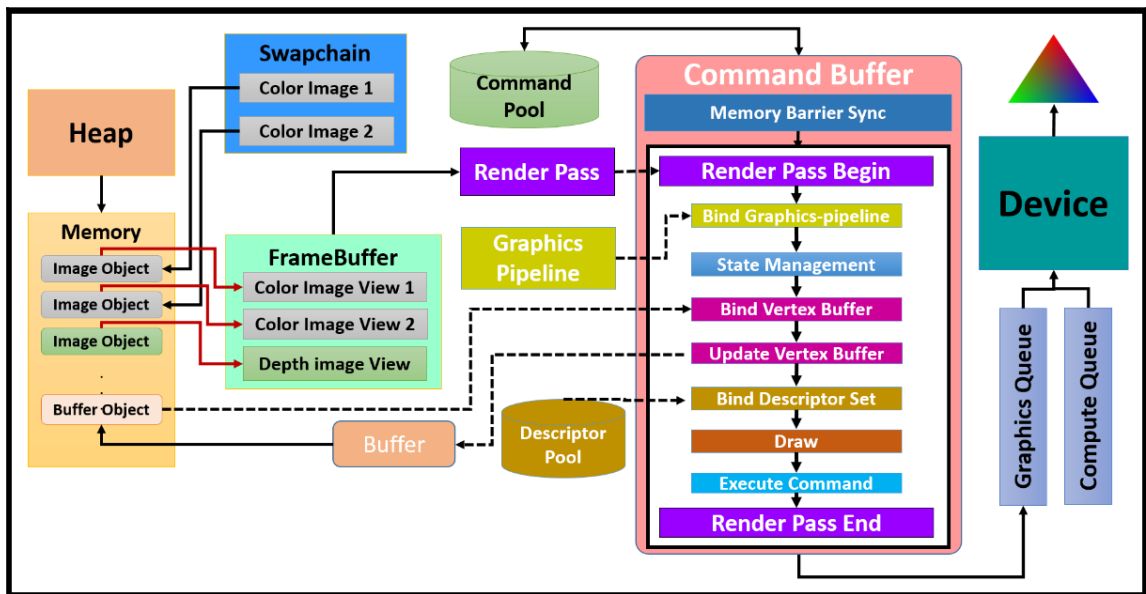 Swapchain
Color Image 1
Color Image 2
Heap
Memory
Image Object
Image Object
Image Object
.
.
.
Buffer Object
FrameBuffer
Color Image View 1
Color Image View 2
Depth image View
Buffer
Command
Pool
Render Pass
Graphics
Pipeline
Descriptor
Pool
Command Buffer
Memory Barrier Sync
Render Pass Begin
Bind Graphics-pipeline
State Management
Bind Vertex Buffer
Update Vertex Buffer
Bind Descriptor Set
Draw
Execute Command
Render Pass End
Device
Graphics Queue
Compute Queue